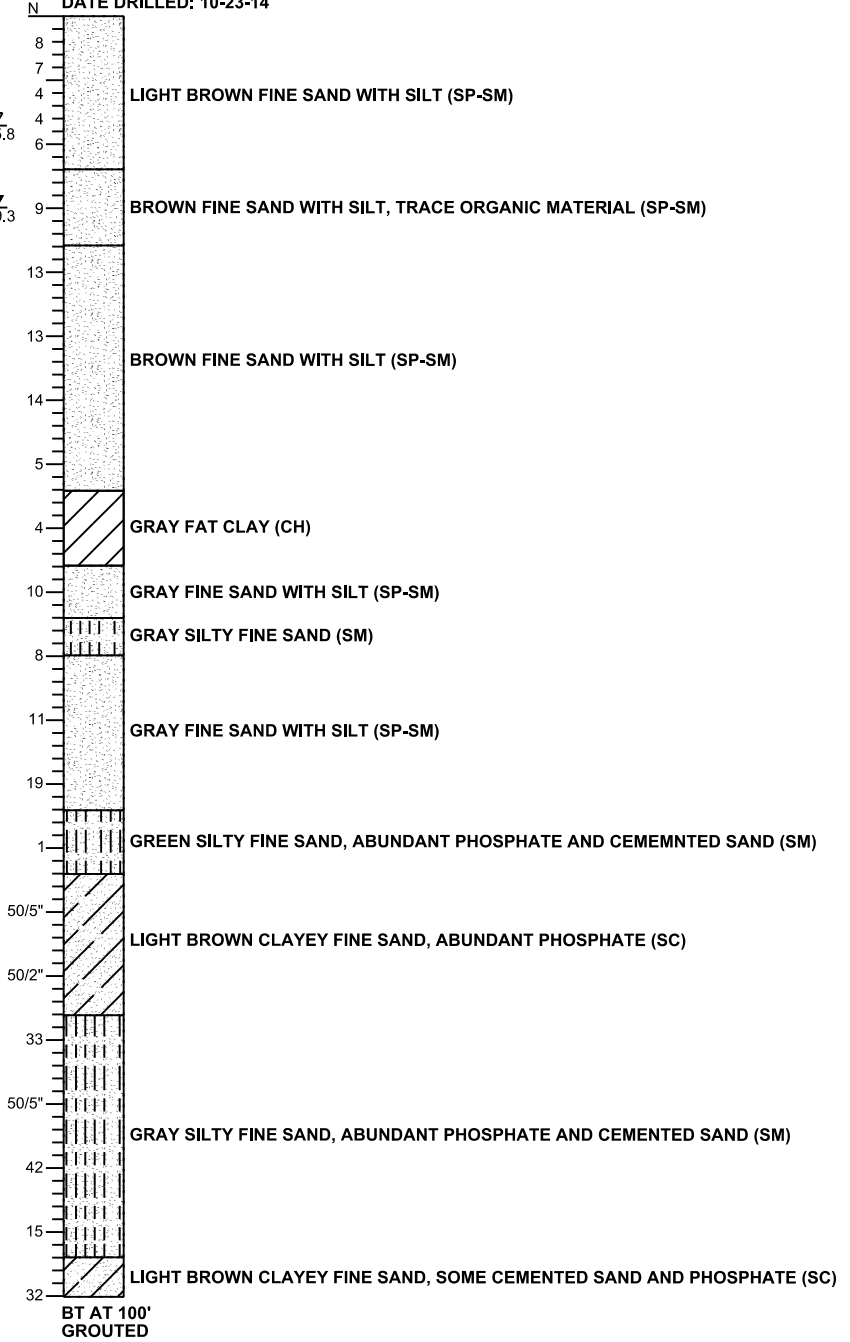 N DATE DRILLED: 10-23-14
8
7
4 LIGHT BROWN FINE SAND WITH SILT (SP-SM)
4
6
9 BROWN FINE SAND WITH SILT, TRACE ORGANIC MATERIAL (SP-SM)
13
13
BROWN FINE SAND WITH SILT (SP-SM)
14
5
4 GRAY FAT CLAY (CH)
10 GRAY FINE SAND WITH SILT (SP-SM)
GRAY SILTY FINE SAND (SM)
8
11
GRAY FINE SAND WITH SILT (SP-SM)
19
1 GREEN SILTY FINE SAND, ABUNDANT PHOSPHATE AND CEMEMNTED SAND (SM)
50/5"
LIGHT BROWN CLAYEY FINE SAND, ABUNDANT PHOSPHATE (SC)
50/2"
33
50/5"
GRAY SILTY FINE SAND, ABUNDANT PHOSPHATE AND CEMENTED SAND (SM)
42
15
LIGHT BROWN CLAYEY FINE SAND, SOME CEMENTED SAND AND PHOSPHATE (SC)
32
BT AT 100'
GROUTED